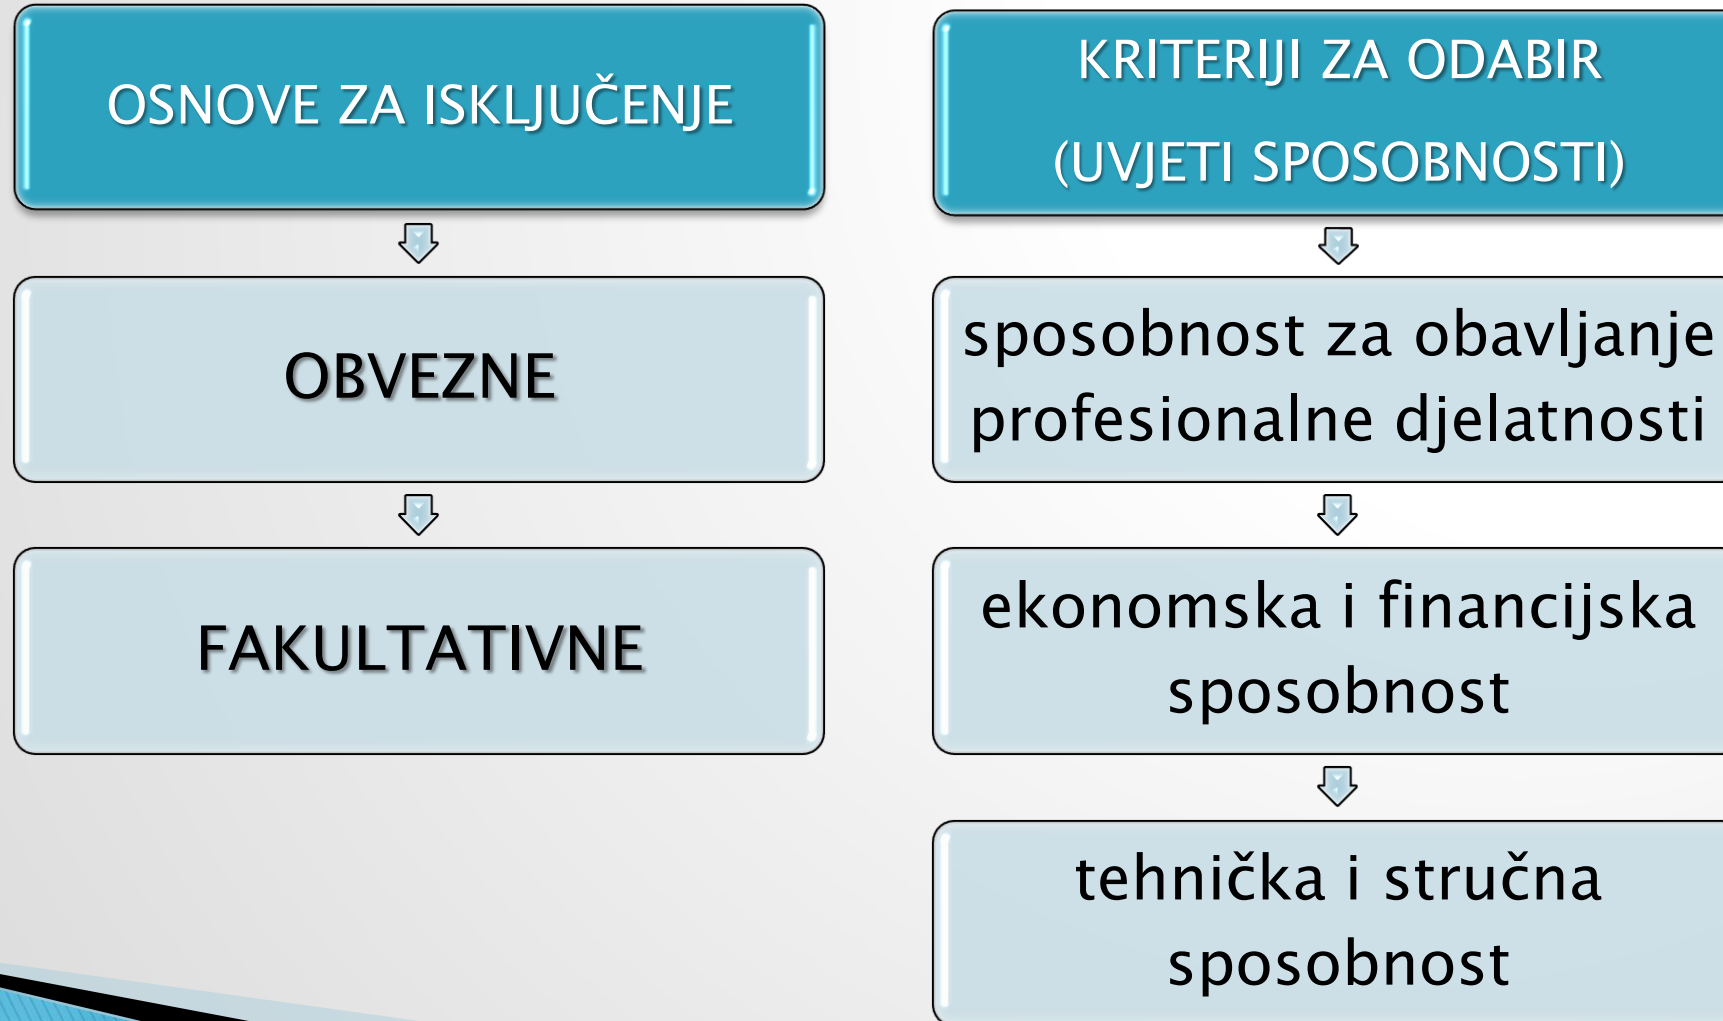 OSNOVE ZA ISKLJUČENJE
OBVEZNE
FAKULTATIVNE
KRITERIJI ZA ODABIR
(UVJETI SPOSOBNOSTI)
sposobnost za obavljanje
profesionalne djelatnosti
ekonomska i financijska
sposobnost
tehnička i stručna
sposobnost